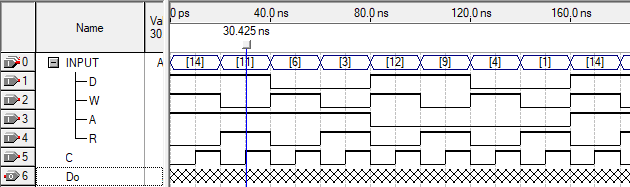 Name
Va
30
0 ps
40.0 ns
80.0 ns
120.0 ns
160.0 ns
30.425 ns
0
INPUT
A
[14]
[11]
[6]
[3]
[12]
[9]
[4]
[1]
[14]
1
D
2
W
3
A
4
R
5
C
6
Do